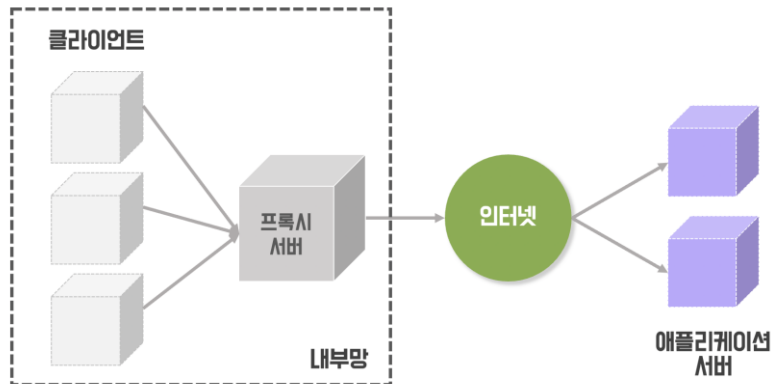 클라이언트
프록시
서버
인터넷
내부망
애플리케이션
서버